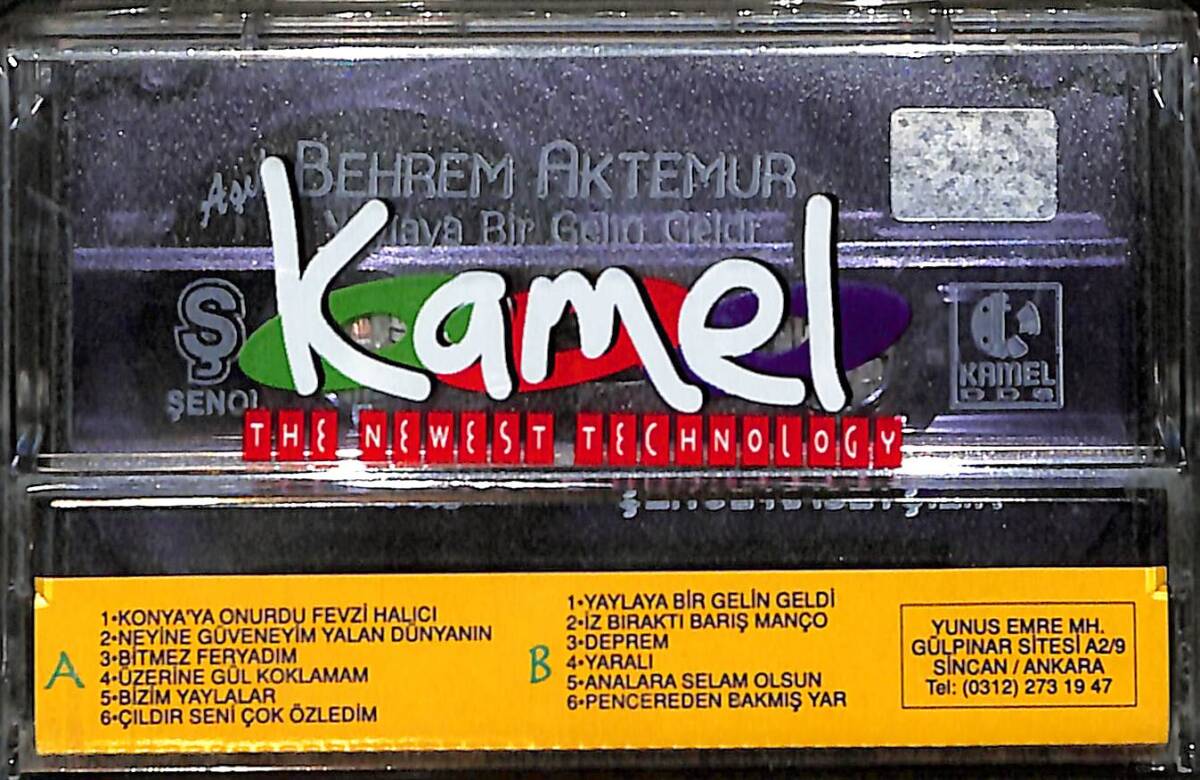 BEHREM AKTEMUR
Bir Gelin Geldi
Kamel
THE NEWEST TECHNOLOGY
Ş
ŞENOL
KAMEL
DDS
A
1•KONYA'YA ONURDU FEVZİ HALICI
2•NEYİNE GÜVENEYİM YALAN DÜNYANIN
3•BİTMEZ FERYADIM
4•ÜZERİNE GÜL KOKLAMAM
5•BİZİM YAYLALAR
6•ÇILDIR SENİ ÇOK ÖZLEDİM
B
1•YAYLAYA BİR GELİN GELDİ
2•İZ BIRAKTI BARIŞ MANÇO
3•DEPREM
4•YARALI
5•ANALARA SELAM OLSUN
6•PENCEREDEN BAKMIŞ YAR
YUNUS EMRE MH.
GÜLPINAR SİTESİ A2/9
SİNCAN / ANKARA
Tel: (0312) 273 19 47